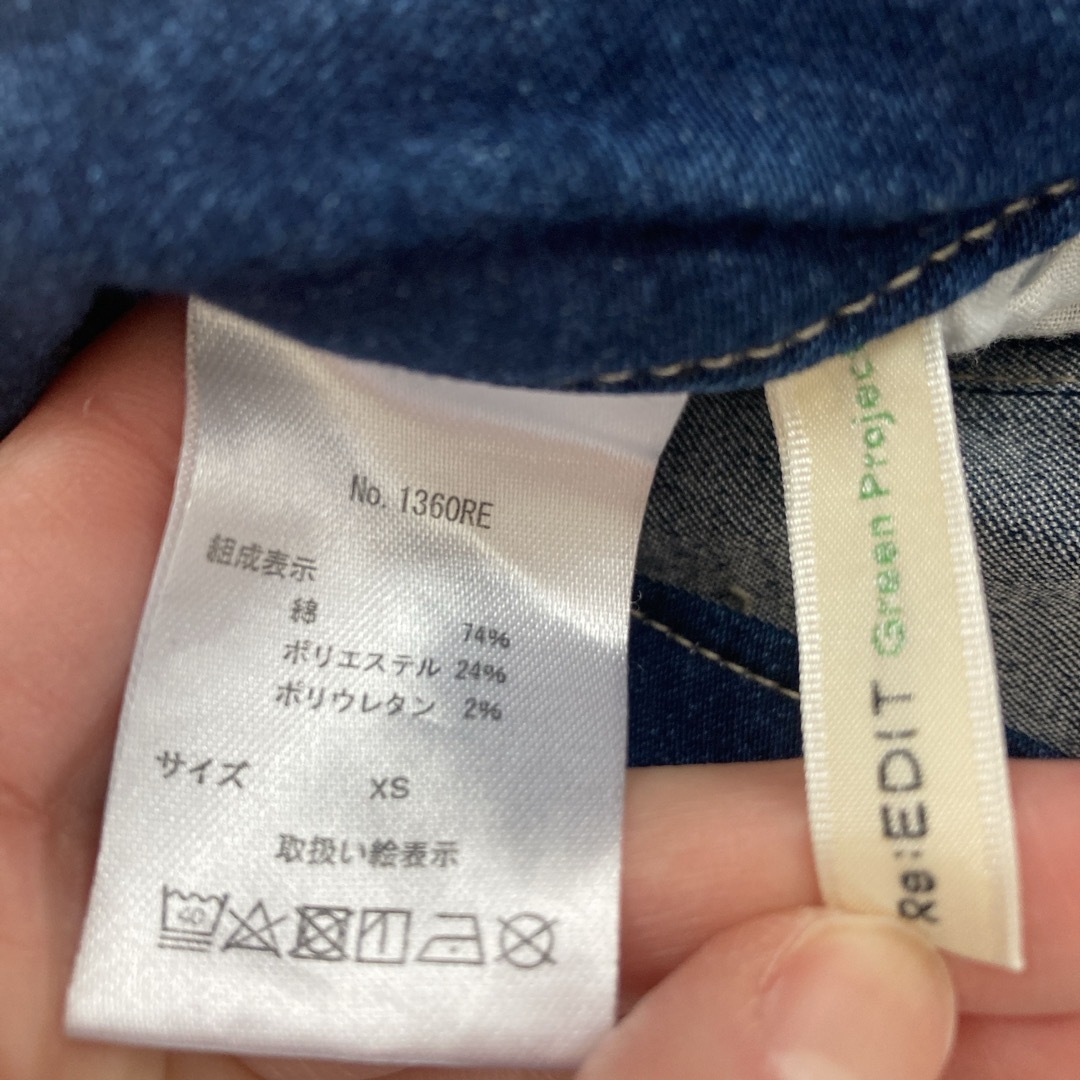 No. 1360RE
組成表示
綿 74%
ポリエステル 24%
ポリウレタン 2%
サイズ XS
取扱い絵表示
Re:EDIT Green Project